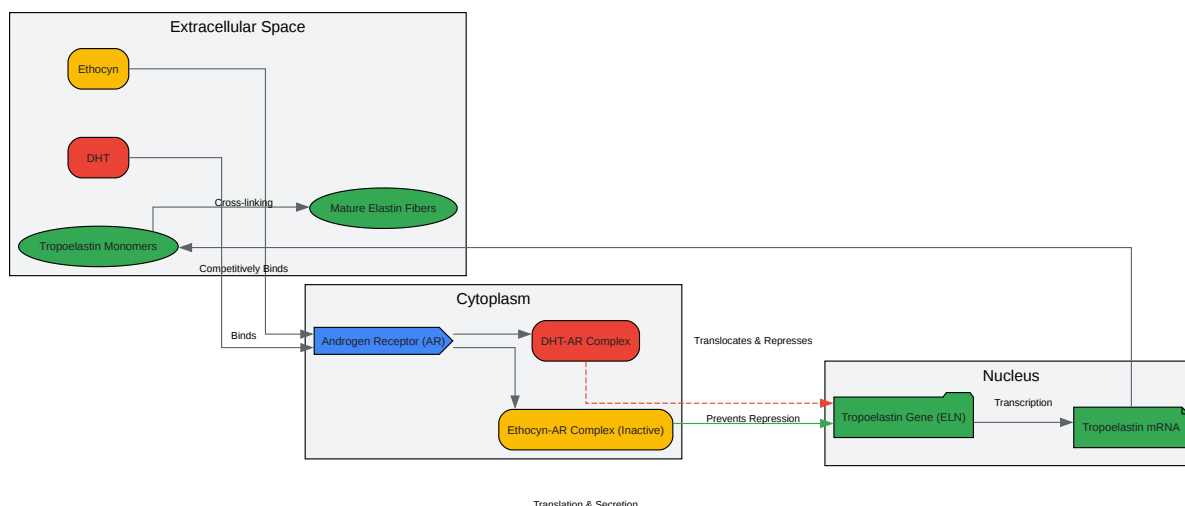 Extracellular Space
Ethocyn
DHT
Cross-linking
Mature Elastin Fibers
Tropoelastin Monomers
Competitively Binds
Cytoplasm
Binds
Androgen Receptor (AR)
DHT-AR Complex
Translocates & Represses
Ethocyn-AR Complex (Inactive)
Prevents Repression
Nucleus
Tropoelastin Gene (ELN)
Transcription
Tropoelastin mRNA
Translation & Secretion